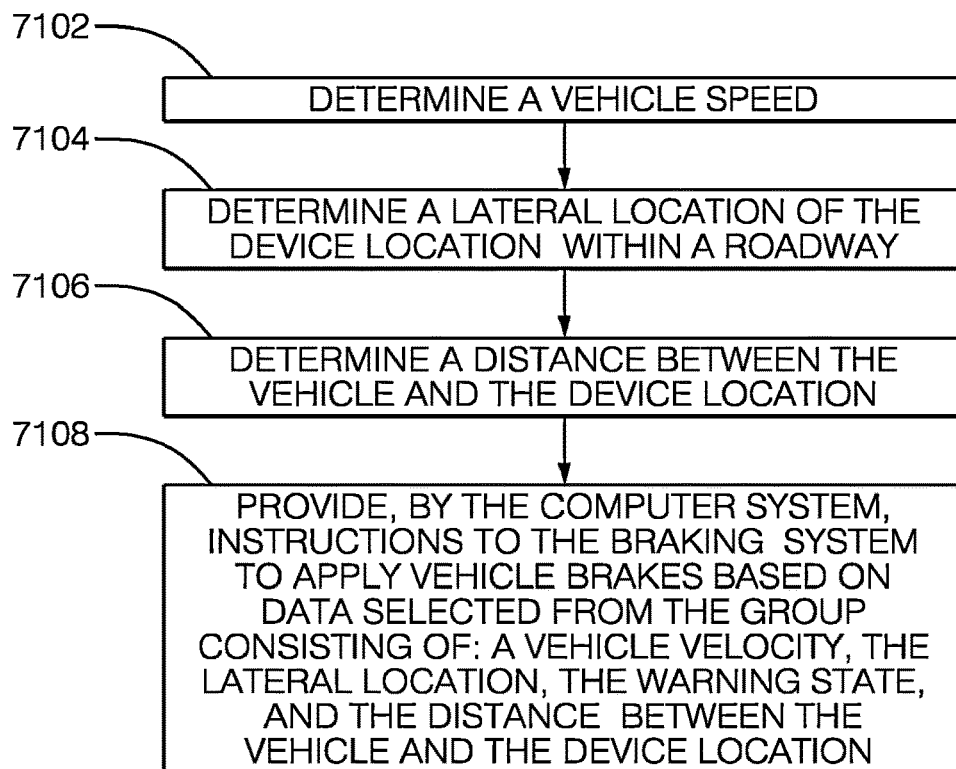 7102
DETERMINE A VEHICLE SPEED
7104
DETERMINE A LATERAL LOCATION OF THE
DEVICE LOCATION WITHIN A ROADWAY
7106
DETERMINE A DISTANCE BETWEEN THE
VEHICLE AND THE DEVICE LOCATION
7108
PROVIDE, BY THE COMPUTER SYSTEM,
INSTRUCTIONS TO THE BRAKING SYSTEM
TO APPLY VEHICLE BRAKES BASED ON
DATA SELECTED FROM THE GROUP
CONSISTING OF: A VEHICLE VELOCITY, THE
LATERAL LOCATION, THE WARNING STATE,
AND THE DISTANCE BETWEEN THE
VEHICLE AND THE DEVICE LOCATION